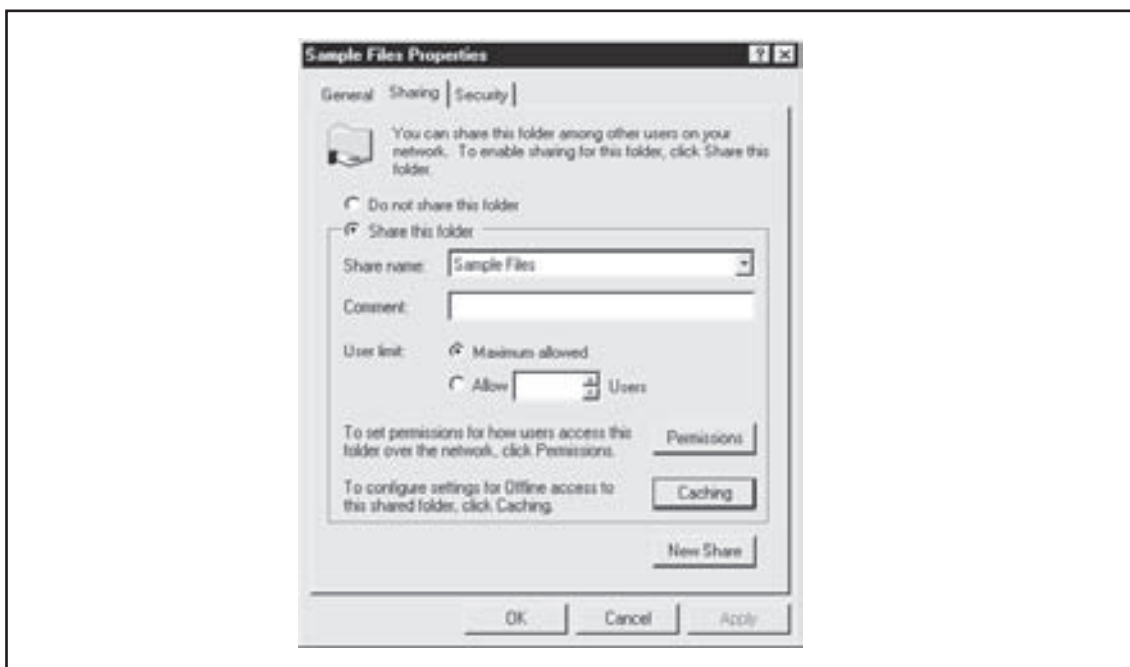 Sample Files Properties
General Sharing Security
You can share this folder among other users on your
network. To enable sharing for this folder, click Share this
folder.
Do not share this folder
Share this folder
Share name: Sample Files
Comment:
User limit: Maximum allowed
Allow Users
To set permissions for how users access this
folder over the network, click Permissions.
Permissions
To configure settings for Offline access to
this shared folder, click Caching.
Caching
New Share
OK Cancel Apply